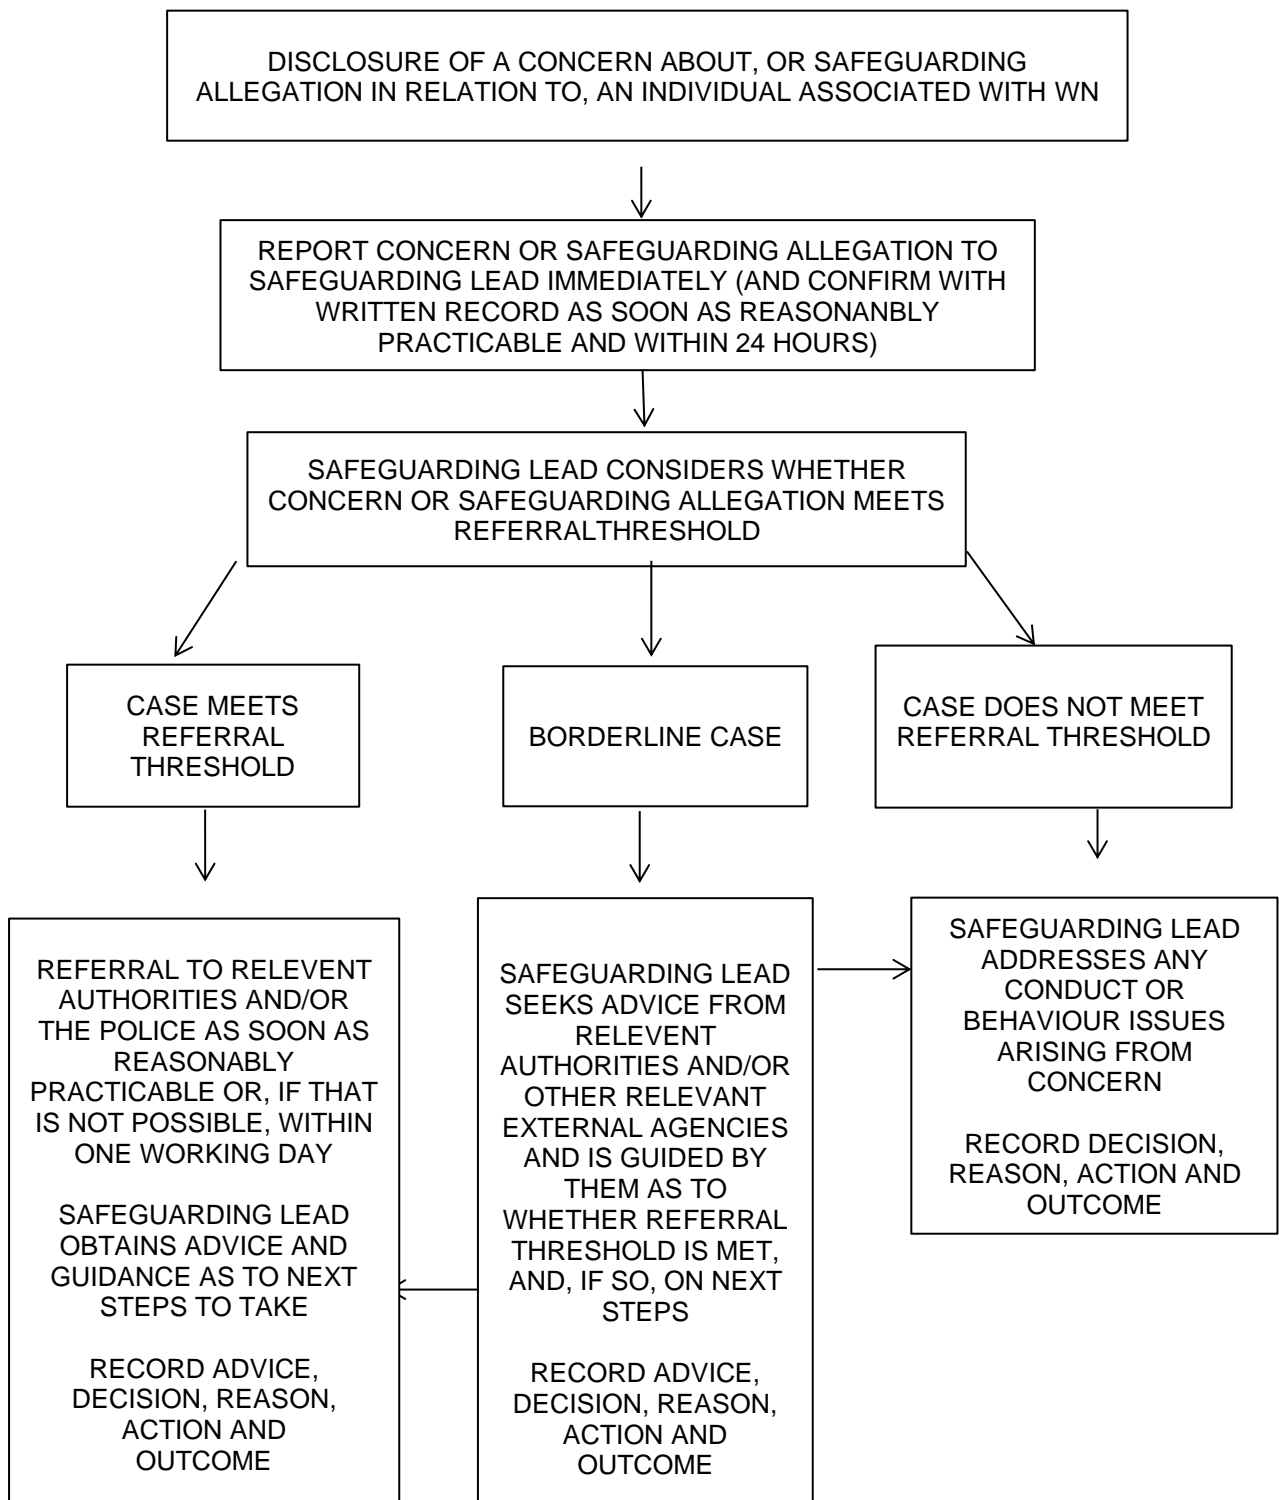 DISCLOSURE OF A CONCERN ABOUT, OR SAFEGUARDING
ALLEGATION IN RELATION TO, AN INDIVIDUAL ASSOCIATED WITH WN
REPORT CONCERN OR SAFEGUARDING ALLEGATION TO
SAFEGUARDING LEAD IMMEDIATELY (AND CONFIRM WITH
WRITTEN RECORD AS SOON AS REASONANBLY
PRACTICABLE AND WITHIN 24 HOURS)
SAFEGUARDING LEAD CONSIDERS WHETHER
CONCERN OR SAFEGUARDING ALLEGATION MEETS
REFERRALTHRESHOLD
CASE MEETS
REFERRAL
THRESHOLD
BORDERLINE CASE
CASE DOES NOT MEET
REFERRAL THRESHOLD
REFERRAL TO RELEVENT
AUTHORITIES AND/OR
THE POLICE AS SOON AS
REASONABLY
PRACTICABLE OR, IF THAT
IS NOT POSSIBLE, WITHIN
ONE WORKING DAY
SAFEGUARDING LEAD
OBTAINS ADVICE AND
GUIDANCE AS TO NEXT
STEPS TO TAKE
RECORD ADVICE,
DECISION, REASON,
ACTION AND
OUTCOME
SAFEGUARDING LEAD
SEEKS ADVICE FROM
RELEVENT
AUTHORITIES AND/OR
OTHER RELEVANT
EXTERNAL AGENCIES
AND IS GUIDED BY
THEM AS TO
WHETHER REFERRAL
THRESHOLD IS MET,
AND, IF SO, ON NEXT
STEPS
RECORD ADVICE,
DECISION, REASON,
ACTION AND
OUTCOME
SAFEGUARDING LEAD
ADDRESSES ANY
CONDUCT OR
BEHAVIOUR ISSUES
ARISING FROM
CONCERN
RECORD DECISION,
REASON, ACTION AND
OUTCOME